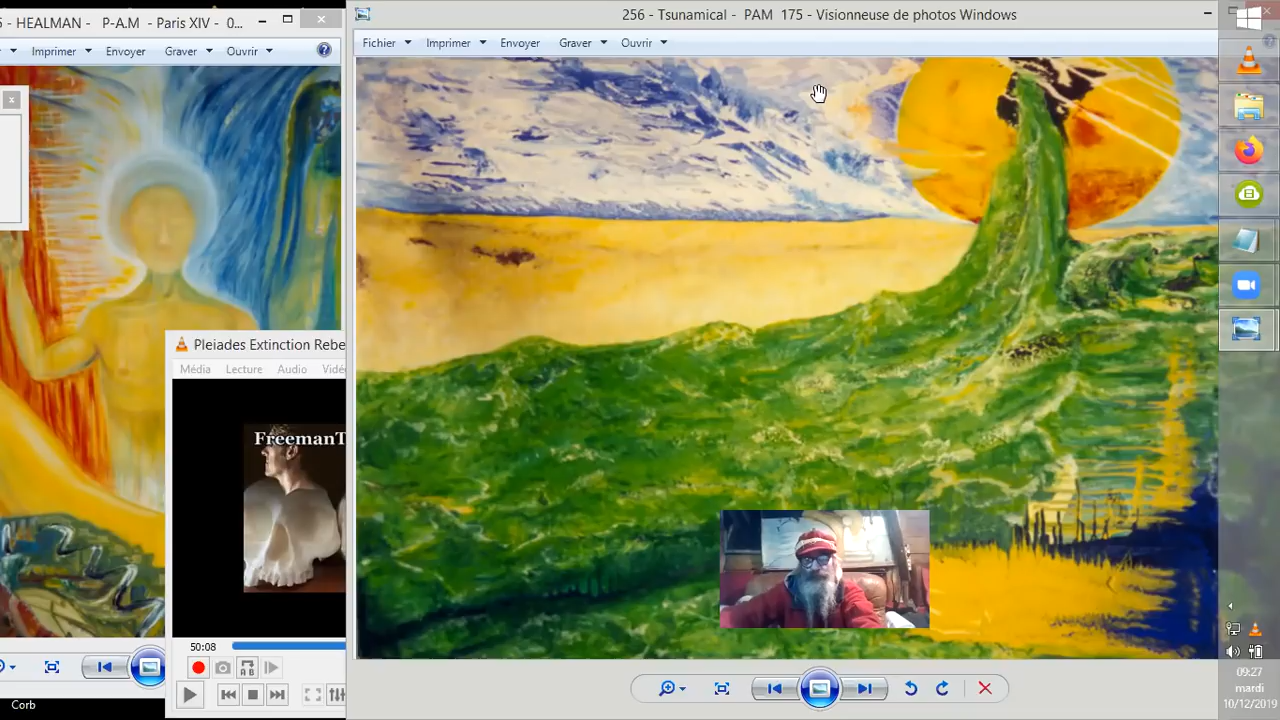 - HEALMAN - P-A.M - Paris XIV - 0...
Imprimer Envoyer Graver Ouvrir
x
256 - Tsunamical - PAM 175 - Visionneuse de photos Windows
Fichier Imprimer Envoyer Graver Ouvrir
Pleiades Extinction Rebe
Média Lecture Audio Vidé
FreemanT
50:08
A B
Corb
09:27
mardi
10/12/2019